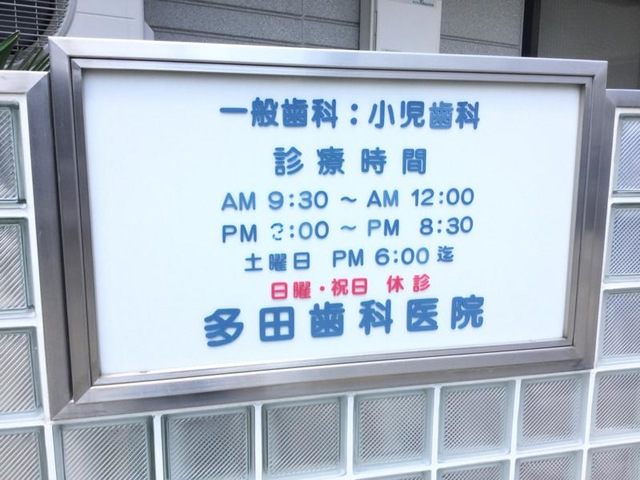 一般歯科：小児歯科
診療時間
AM 9:30 ～ AM 12:00
PM :00 ～ PM 8:30
土曜日 PM 6:00 迄
日曜・祝日 休診
多田歯科医院